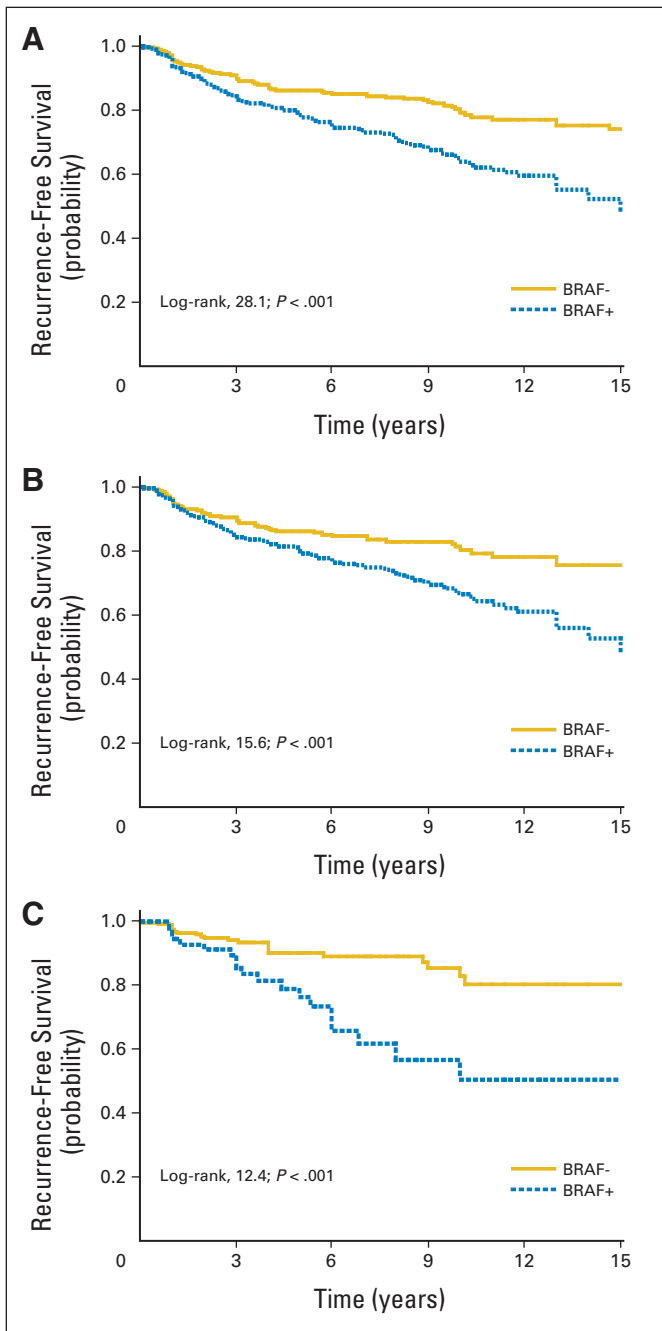 A
Recurrence-Free Survival
(probability)
1.0
0.8
0.6
0.4
0.2
Log-rank, 28.1; P < .001
BRAF-
BRAF+
0 3 6 9 12 15
Time (years)
B
Recurrence-Free Survival
(probability)
1.0
0.8
0.6
0.4
0.2
Log-rank, 15.6; P < .001
BRAF-
BRAF+
0 3 6 9 12 15
Time (years)
C
Recurrence-Free Survival
(probability)
1.0
0.8
0.6
0.4
0.2
Log-rank, 12.4; P < .001
BRAF-
BRAF+
0 3 6 9 12 15
Time (years)